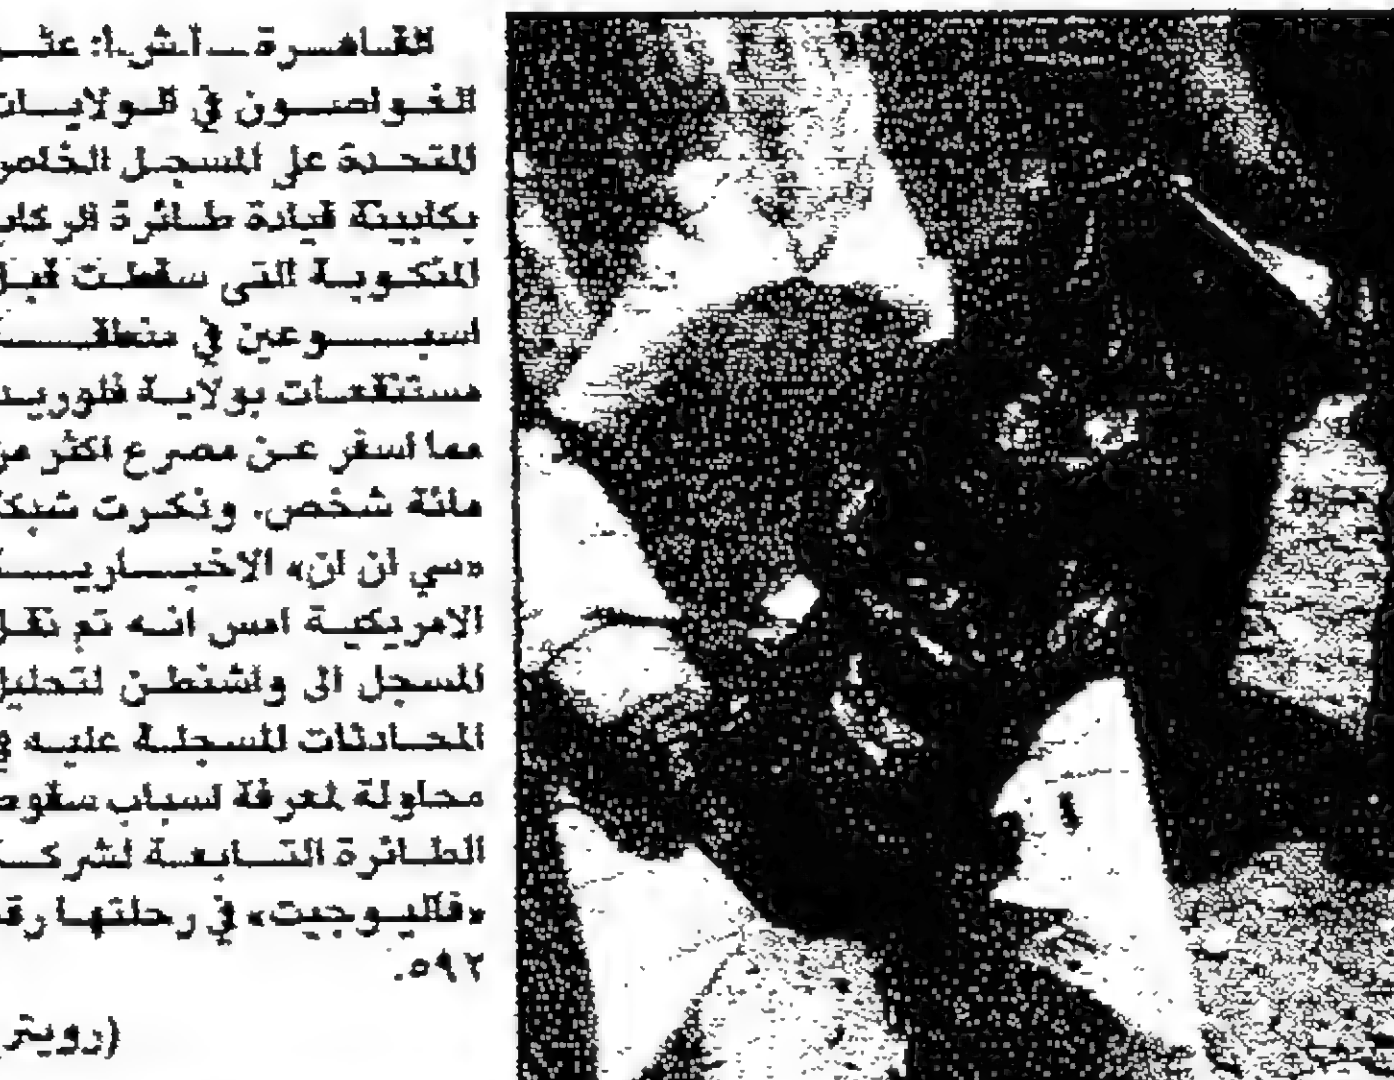 القاهرة ــ أ.ش.ا: عثر
الغواصون في الولايات
المتحدة على المسجل الخاص
بكابينة قيادة طائرة الركاب
المنكوبة التي سقطت قبل
اسبوعين في منطقة
مستنقعات بولاية فلوريدا
مما اسفر عن مصرع اكثر من
مائة شخص. وذكرت شبكة
«سي ان ان» الاخبارية
الامريكية امس انه تم نقل
المسجل الى واشنطن لتحليل
المحادثات المسجلة عليه في
محاولة لمعرفة اسباب سقوط
الطائرة التابعة لشركة
«فاليوجيت» في رحلتها رقم
٥٩٢.
(رويتر